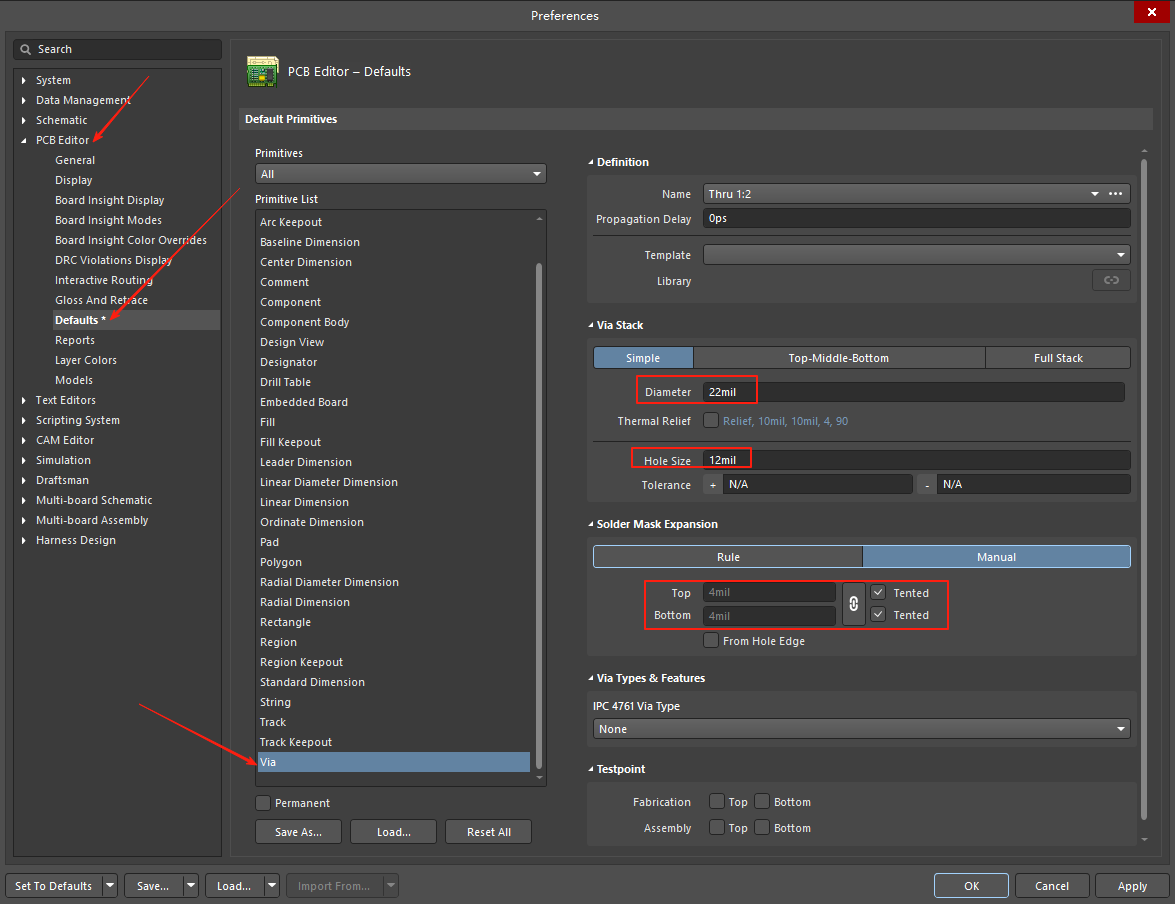 Preferences
Search
System
Data Management
Schematic
PCB Editor
General
Display
Board Insight Display
Board Insight Modes
Board Insight Color Overrides
DRC Violations Display
Interactive Routing
Gloss And Retrace
Defaults *
Reports
Layer Colors
Models
Text Editors
Scripting System
CAM Editor
Simulation
Draftsman
Multi-board Schematic
Multi-board Assembly
Harness Design
PCB Editor – Defaults
Default Primitives
Primitives
All
Primitive List
Arc Keepout
Baseline Dimension
Center Dimension
Comment
Component
Component Body
Design View
Designator
Drill Table
Embedded Board
Fill
Fill Keepout
Leader Dimension
Linear Diameter Dimension
Linear Dimension
Ordinate Dimension
Pad
Polygon
Radial Diameter Dimension
Radial Dimension
Rectangle
Region
Region Keepout
Standard Dimension
String
Track
Track Keepout
Via
Permanent
Save As... Load... Reset All
Definition
Name Thru 1:2
Propagation Delay 0ps
Template
Library
Via Stack
Simple Top-Middle-Bottom Full Stack
Diameter 22mil
Thermal Relief Relief, 10mil, 10mil, 4, 90
Hole Size 12mil
Tolerance + N/A - N/A
Solder Mask Expansion
Rule Manual
Top 4mil Tented
Bottom 4mil Tented
From Hole Edge
Via Types & Features
IPC 4761 Via Type
None
Testpoint
Fabrication Top Bottom
Assembly Top Bottom
Set To Defaults Save... Load... Import From... OK Cancel Apply